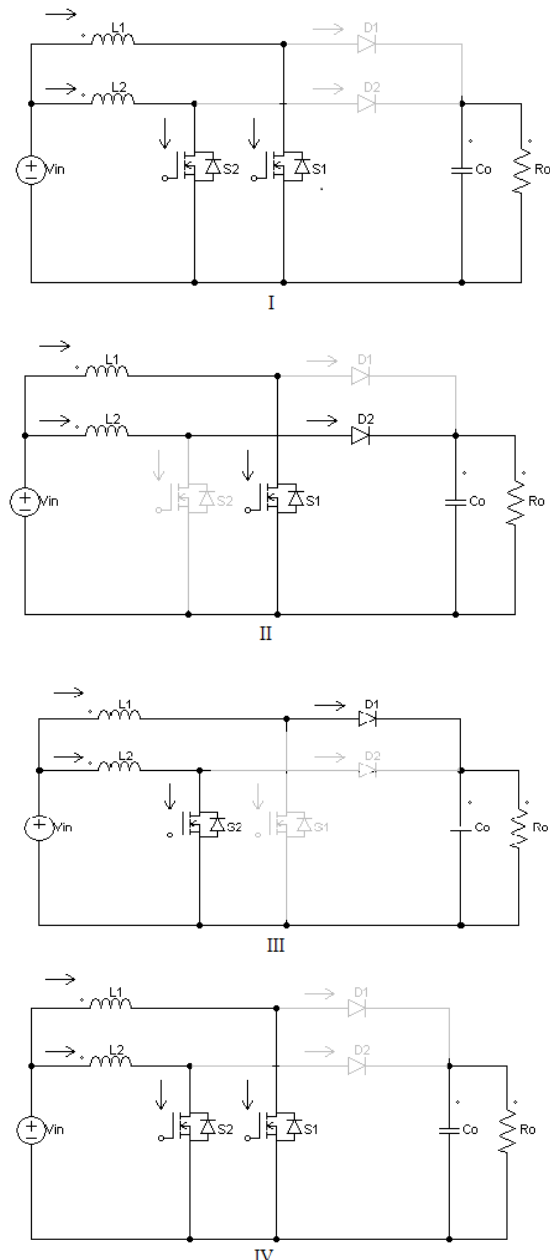 L1
D1
L2
D2
Vin
S2
S1
Co
Ro
I
L1
D1
L2
D2
Vin
S2
S1
Co
Ro
II
L1
D1
L2
D2
Vin
S2
S1
Co
Ro
III
L1
D1
L2
D2
Vin
S2
S1
Co
Ro
IV